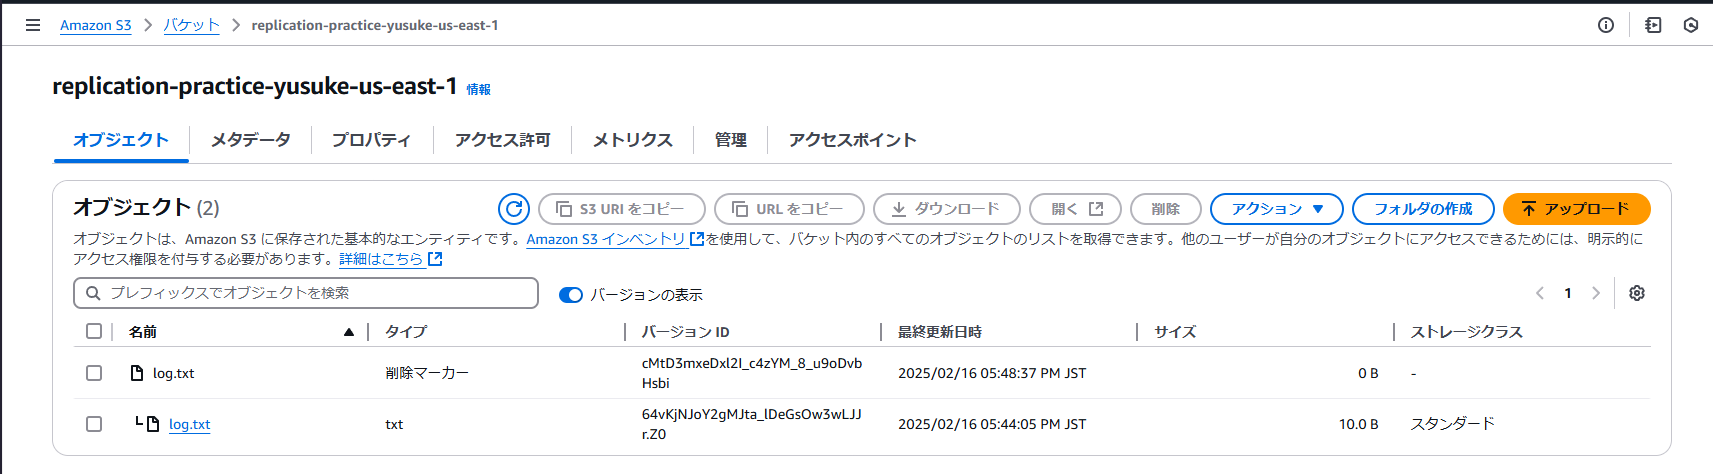 Amazon S3 > バケット > replication-practice-yusuke-us-east-1
replication-practice-yusuke-us-east-1 情報
オブジェクト メタデータ プロパティ アクセス許可 メトリクス 管理 アクセスポイント
オブジェクト (2) S3 URI をコピー URL をコピー ダウンロード 開く 削除 アクション フォルダの作成 アップロード
オブジェクトは、Amazon S3 に保存された基本的なエンティティです。Amazon S3 インベントリ を使用して、バケット内のすべてのオブジェクトのリストを取得できます。他のユーザーが自分のオブジェクトにアクセスできるためには、明示的に
アクセス権限を付与する必要があります。詳細はこちら
プレフィックスでオブジェクトを検索 バージョンの表示 1
名前 タイプ バージョン ID 最終更新日時 サイズ ストレージクラス
log.txt 削除マーカー cMtD3mxeDxl2I_c4zYM_8_u9oDvb 2025/02/16 05:48:37 PM JST 0 B -
Hsbi
log.txt txt 64vKjNJoY2gMJta_lDeGsOw3wLJJ 2025/02/16 05:44:05 PM JST 10.0 B スタンダード
r.Z0